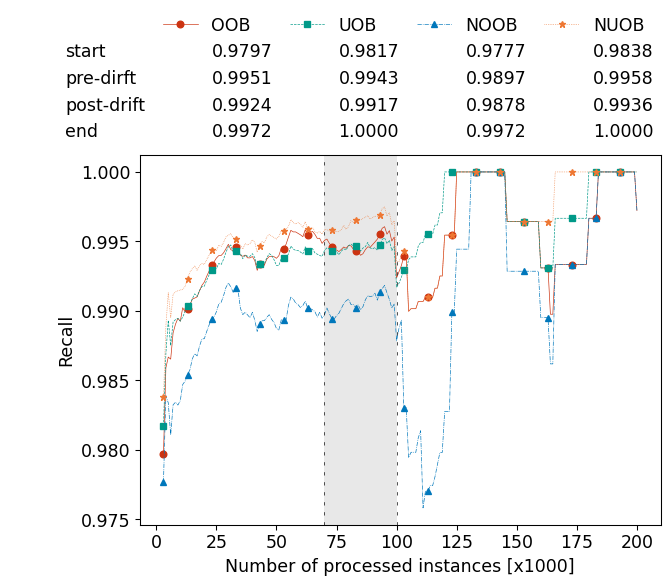 OOB UOB NOOB NUOB
start 0.9797 0.9817 0.9777 0.9838
pre-dirft 0.9951 0.9943 0.9897 0.9958
post-drift 0.9924 0.9917 0.9878 0.9936
end 0.9972 1.0000 0.9972 1.0000
1.000
0.995
0.990
0.985
0.980
0.975
Recall
0 25 50 75 100 125 150 175 200
Number of processed instances [x1000]